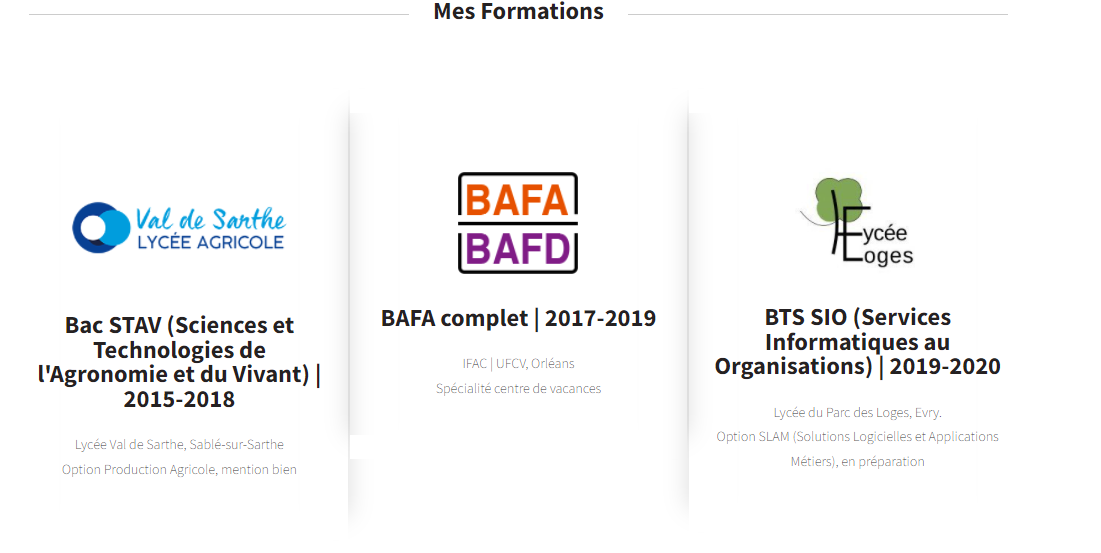 Mes Formations
Val de Sarthe
LYCÉE AGRICOLE
Bac STAV (Sciences et
Technologies de
l'Agronomie et du Vivant) |
2015-2018
Lycée Val de Sarthe, Sablé-sur-Sarthe
Option Production Agricole, mention bien
BAFA
BAFD
BAFA complet | 2017-2019
IFAC | UFCV, Orléans
Spécialité centre de vacances
Lycée
Loges
BTS SIO (Services
Informatiques au
Organisations) | 2019-2020
Lycée du Parc des Loges, Evry.
Option SLAM (Solutions Logicielles et Applications
Métiers), en préparation